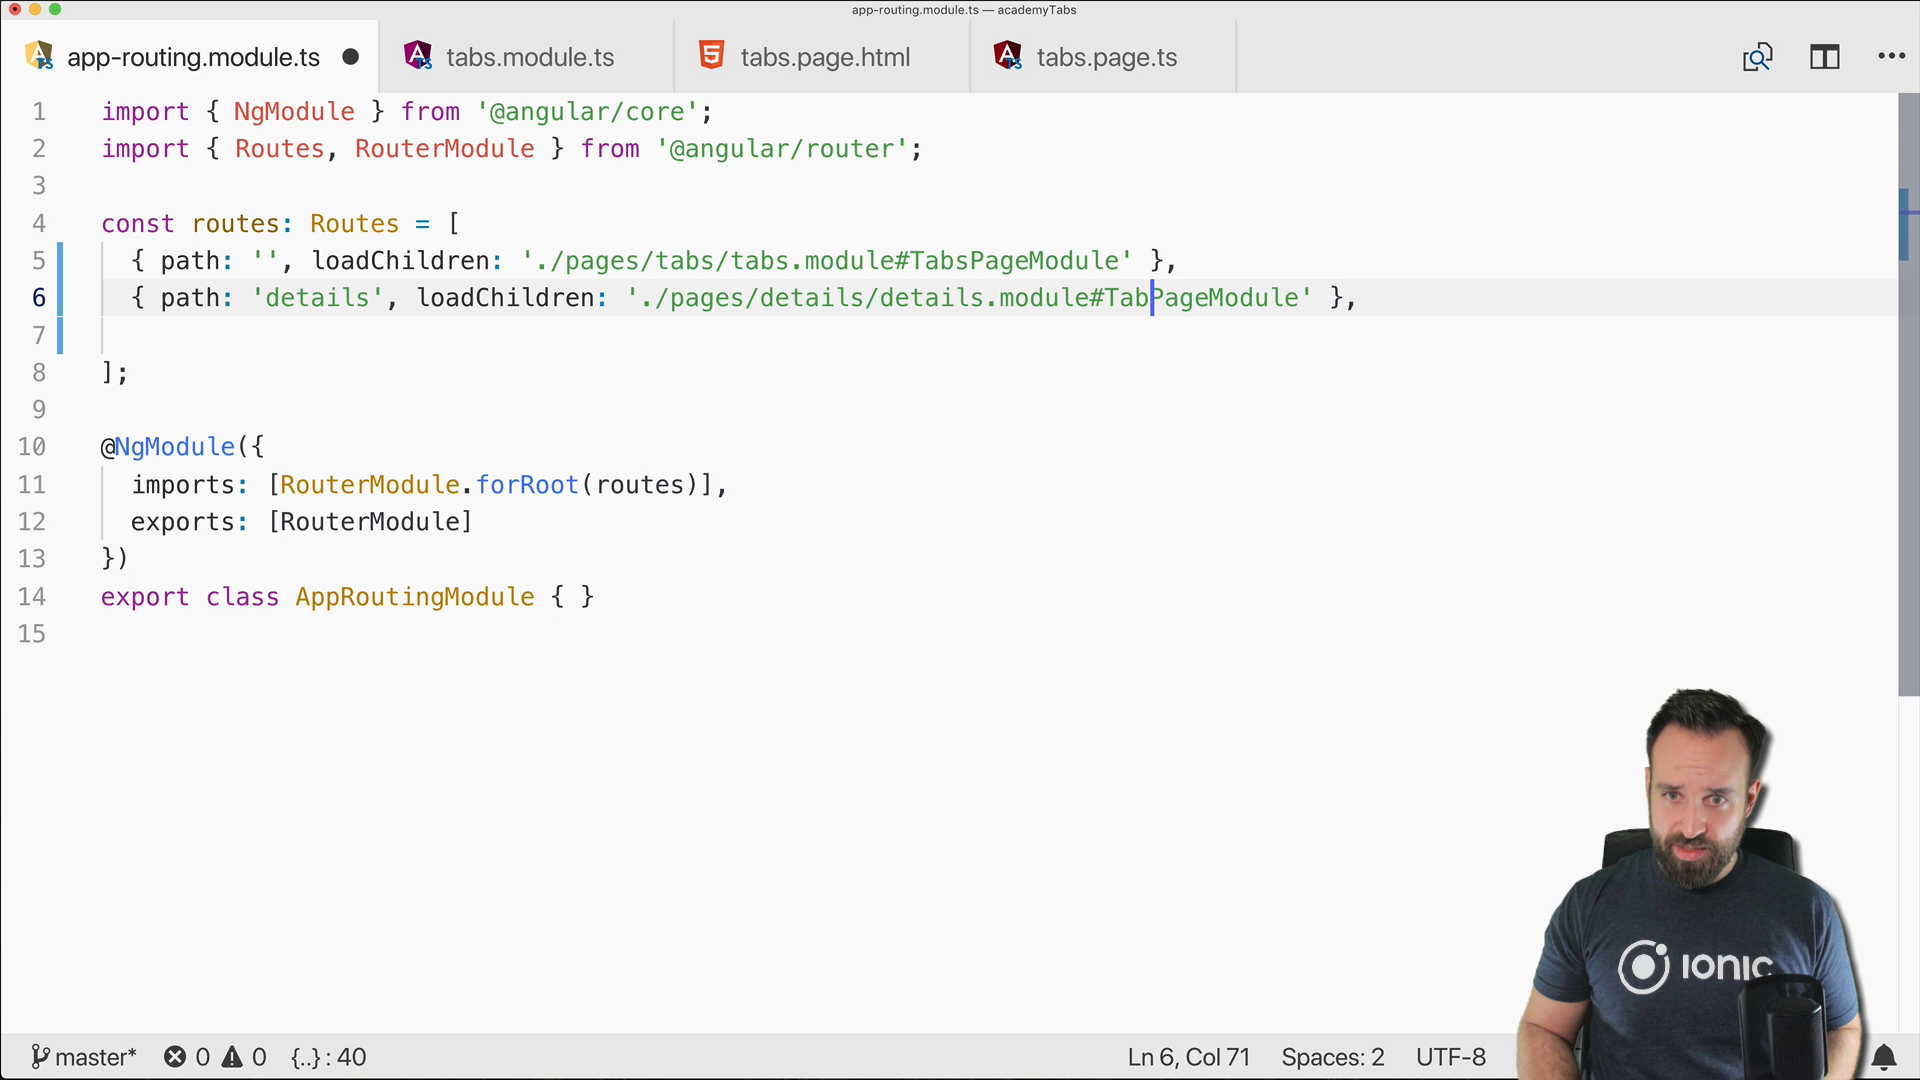 app-routing.module.ts — academyTabs
app-routing.module.ts
tabs.module.ts
tabs.page.html
tabs.page.ts
1 import { NgModule } from '@angular/core';
2 import { Routes, RouterModule } from '@angular/router';
3
4 const routes: Routes = [
5 { path: '', loadChildren: './pages/tabs/tabs.module#TabsPageModule' },
6 { path: 'details', loadChildren: './pages/details/details.module#TabPageModule' },
7
8 ];
9
10 @NgModule({
11 imports: [RouterModule.forRoot(routes)],
12 exports: [RouterModule]
13 })
14 export class AppRoutingModule { }
15
IONIC
master* 0 0 {..} : 40 Ln 6, Col 71 Spaces: 2 UTF-8